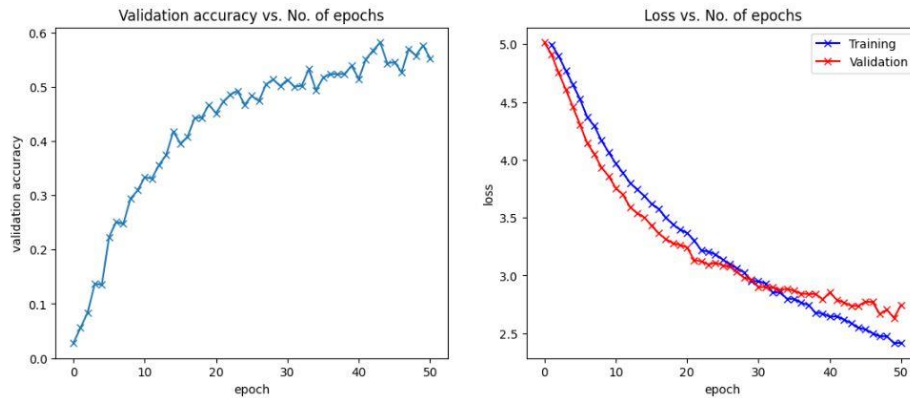 Validation accuracy vs. No. of epochs
0.6
0.5
0.4
0.3
0.2
0.1
0.0
validation accuracy
0 10 20 30 40 50
epoch
Loss vs. No. of epochs
Training
Validation
5.0
4.5
4.0
3.5
3.0
2.5
loss
0 10 20 30 40 50
epoch